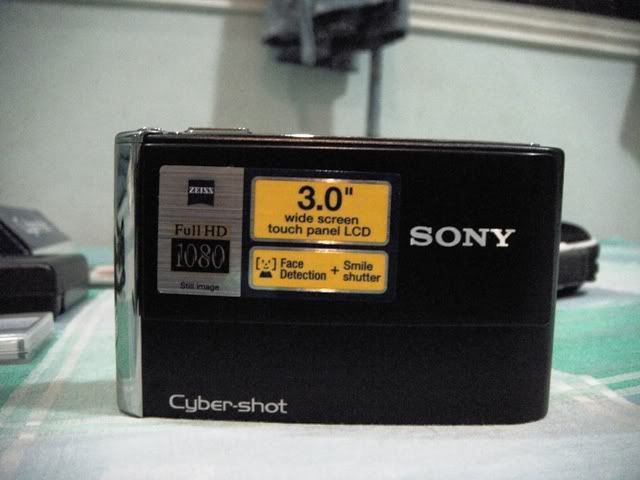 ZEISS
Full HD
1080
Still image
3.0"
wide screen
touch panel LCD
Face
Detection
+
Smile
shutter
SONY
Cyber-shot